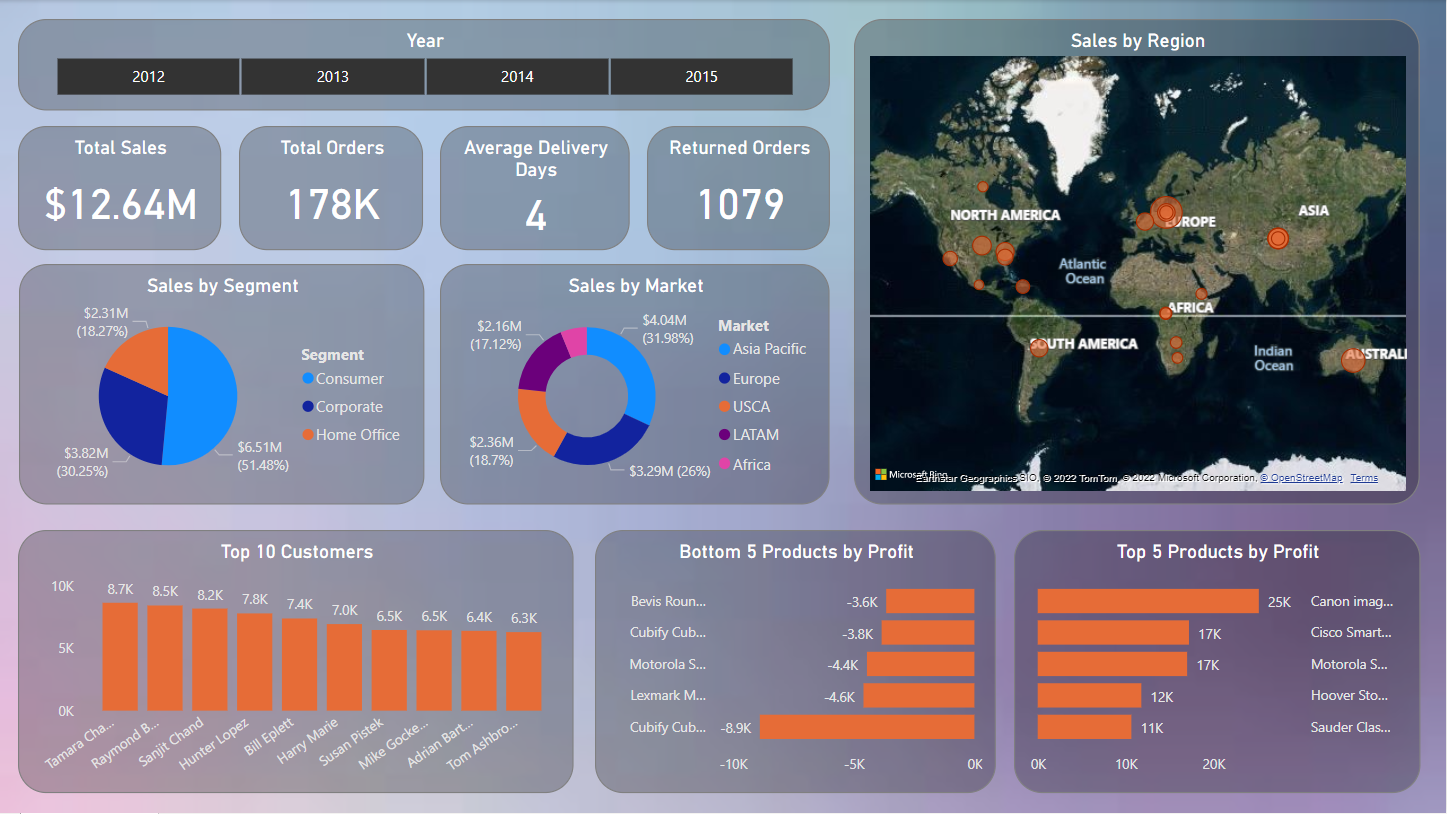 Year
2012
2013
2014
2015
Total Sales
$12.64M
Total Orders
178K
Average Delivery
Days
4
Returned Orders
1079
Sales by Region
NORTH AMERICA
EUROPE
ASIA
Atlantic
Ocean
AFRICA
SOUTH AMERICA
Indian
Ocean
AUSTRALI
Microsoft Bing
Earthstar Geographics SIO, © 2022 TomTom, © 2022 Microsoft Corporation, © OpenStreetMap Terms
Sales by Segment
$2.31M
(18.27%)
$3.82M
(30.25%)
$6.51M
(51.48%)
Segment
Consumer
Corporate
Home Office
Sales by Market
$2.16M
(17.12%)
$4.04M
(31.98%)
$2.36M
(18.7%)
$3.29M (26%)
Market
Asia Pacific
Europe
USCA
LATAM
Africa
Top 10 Customers
10K
5K
0K
8.7K
8.5K
8.2K
7.8K
7.4K
7.0K
6.5K
6.5K
6.4K
6.3K
Tamara Cha...
Raymond B...
Sanjit Chand
Hunter Lopez
Bill Eplett
Harry Marie
Susan Pistek
Mike Gocke...
Adrian Bart...
Tom Ashbro...
Bottom 5 Products by Profit
Bevis Roun... -3.6K
Cubify Cub... -3.8K
Motorola S... -4.4K
Lexmark M... -4.6K
Cubify Cub... -8.9K
-10K -5K 0K
Top 5 Products by Profit
25K Canon imag...
17K Cisco Smart...
17K Motorola S...
12K Hoover Sto...
11K Sauder Clas...
0K 10K 20K